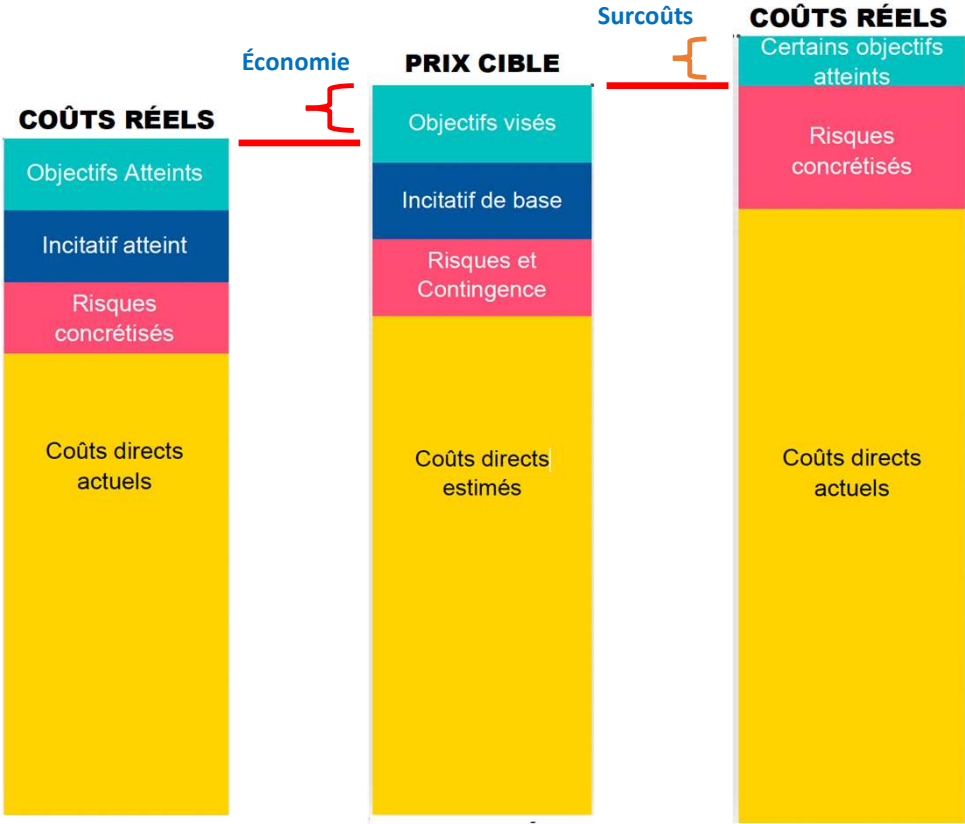 COÛTS RÉELS
Objectifs Atteints
Incitatif atteint
Risques
concrétisés
Coûts directs
actuels
Économie
PRIX CIBLE
Objectifs visés
Incitatif de base
Risques et
Contingence
Coûts directs
estimés
Surcoûts
COÛTS RÉELS
Certains objectifs
atteints
Risques
concrétisés
Coûts directs
actuels